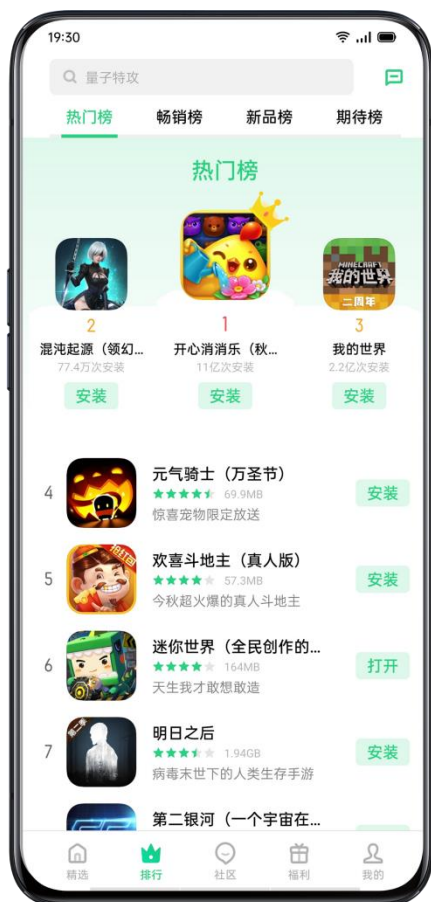 19:30
量子特攻
热门榜 畅销榜 新品榜 期待榜
热门榜
MINECRAFT
我的世界
二周年
2 1 3
混沌起源（领幻... 开心消消乐（秋... 我的世界
77.4万次安装 11亿次安装 2.2亿次安装
安装 安装 安装
元气骑士（万圣节）
4 69.9MB 安装
惊喜宠物限定放送
抢红包
欢喜斗地主（真人版）
5 57.3MB 安装
今秋超火爆的真人斗地主
迷你世界（全民创作的...
6 164MB 打开
天生我才敢想敢造
第二季
明日之后
7 1.94GB 安装
病毒末世下的人类生存手游
第二银河（一个宇宙在...
精选 排行 社区 福利 我的